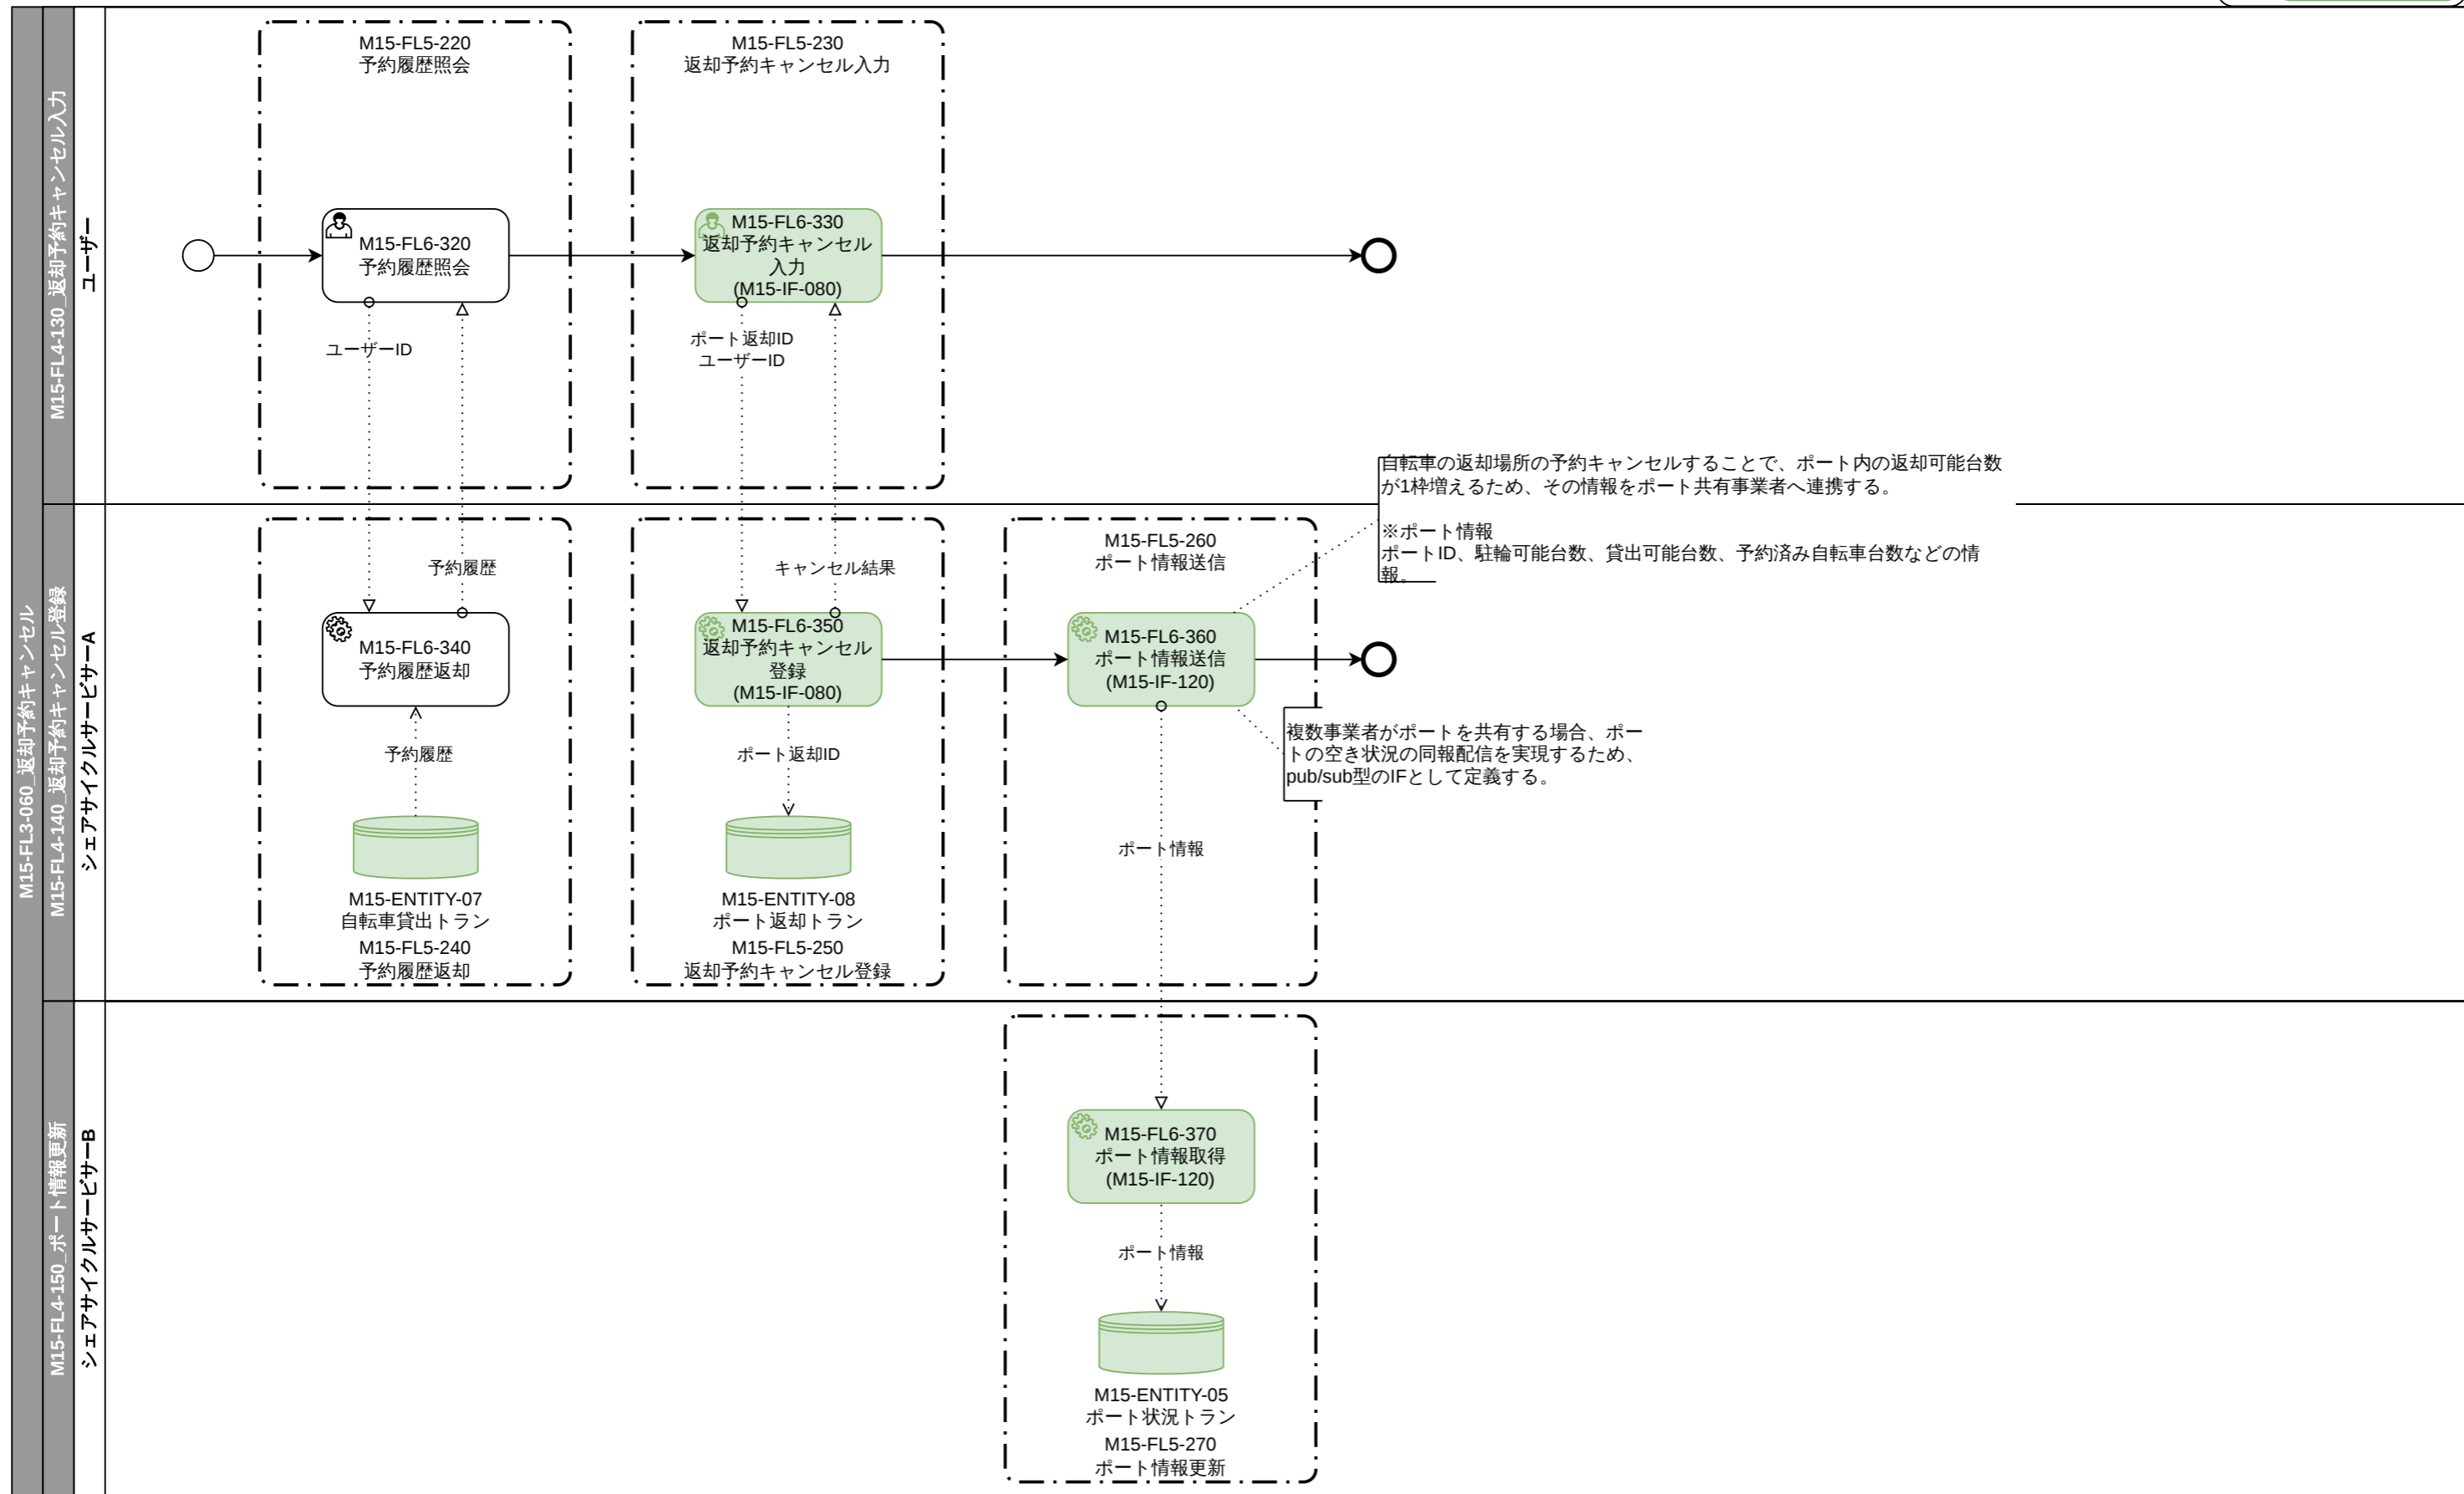 M15-FL3-060_返却予約キャンセル
M15-FL4-130_返却予約キャンセル入力
ユーザー
M15-FL5-220
予約履歴照会
M15-FL5-230
返却予約キャンセル入力
M15-FL6-320
予約履歴照会
M15-FL6-330
返却予約キャンセル
入力
(M15-IF-080)
ユーザーID
ポート返却ID
ユーザーID
M15-FL4-140_返却予約キャンセル登録
シェアサイクルサービサーA
自転車の返却場所の予約キャンセルすることで、ポート内の返却可能台数
が1枠増えるため、その情報をポート共有事業者へ連携する。
※ポート情報
ポートID、駐輪可能台数、貸出可能台数、予約済み自転車台数などの情
報。
M15-FL5-260
ポート情報送信
予約履歴
キャンセル結果
M15-FL6-340
予約履歴返却
M15-FL6-350
返却予約キャンセル
登録
(M15-IF-080)
M15-FL6-360
ポート情報送信
(M15-IF-120)
予約履歴
ポート返却ID
複数事業者がポートを共有する場合、ポー
トの空き状況の同報配信を実現するため、
pub/sub型のIFとして定義する。
ポート情報
M15-ENTITY-07
自転車貸出トラン
M15-FL5-240
予約履歴返却
M15-ENTITY-08
ポート返却トラン
M15-FL5-250
返却予約キャンセル登録
M15-FL4-150_ポート情報更新
シェアサイクルサービサーB
M15-FL6-370
ポート情報取得
(M15-IF-120)
ポート情報
M15-ENTITY-05
ポート状況トラン
M15-FL5-270
ポート情報更新